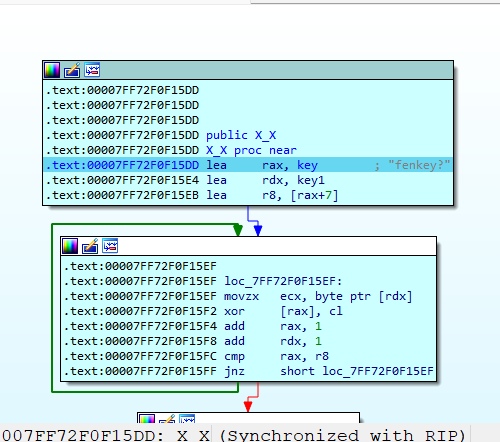 .text:00007FF72F0F15DD
.text:00007FF72F0F15DD
.text:00007FF72F0F15DD
.text:00007FF72F0F15DD public X_X
.text:00007FF72F0F15DD X_X proc near
.text:00007FF72F0F15DD lea rax, key ; "fenkey?"
.text:00007FF72F0F15E4 lea rdx, key1
.text:00007FF72F0F15EB lea r8, [rax+7]
.text:00007FF72F0F15EF
.text:00007FF72F0F15EF loc_7FF72F0F15EF:
.text:00007FF72F0F15EF movzx ecx, byte ptr [rdx]
.text:00007FF72F0F15F2 xor [rax], cl
.text:00007FF72F0F15F4 add rax, 1
.text:00007FF72F0F15F8 add rdx, 1
.text:00007FF72F0F15FC cmp rax, r8
.text:00007FF72F0F15FF jnz short loc_7FF72F0F15EF
007FF72F0F15DD: X_X (Synchronized with RIP)